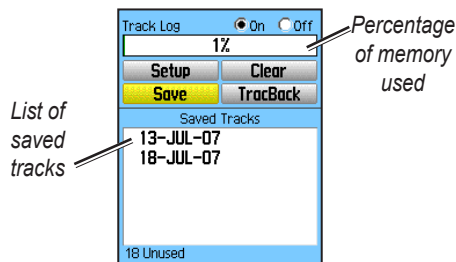 Track Log On Off
1%
Setup Clear
Save TracBack
Saved Tracks
13-JUL-07
18-JUL-07
18 Unused
Percentage
of memory
used
List of
saved
tracks